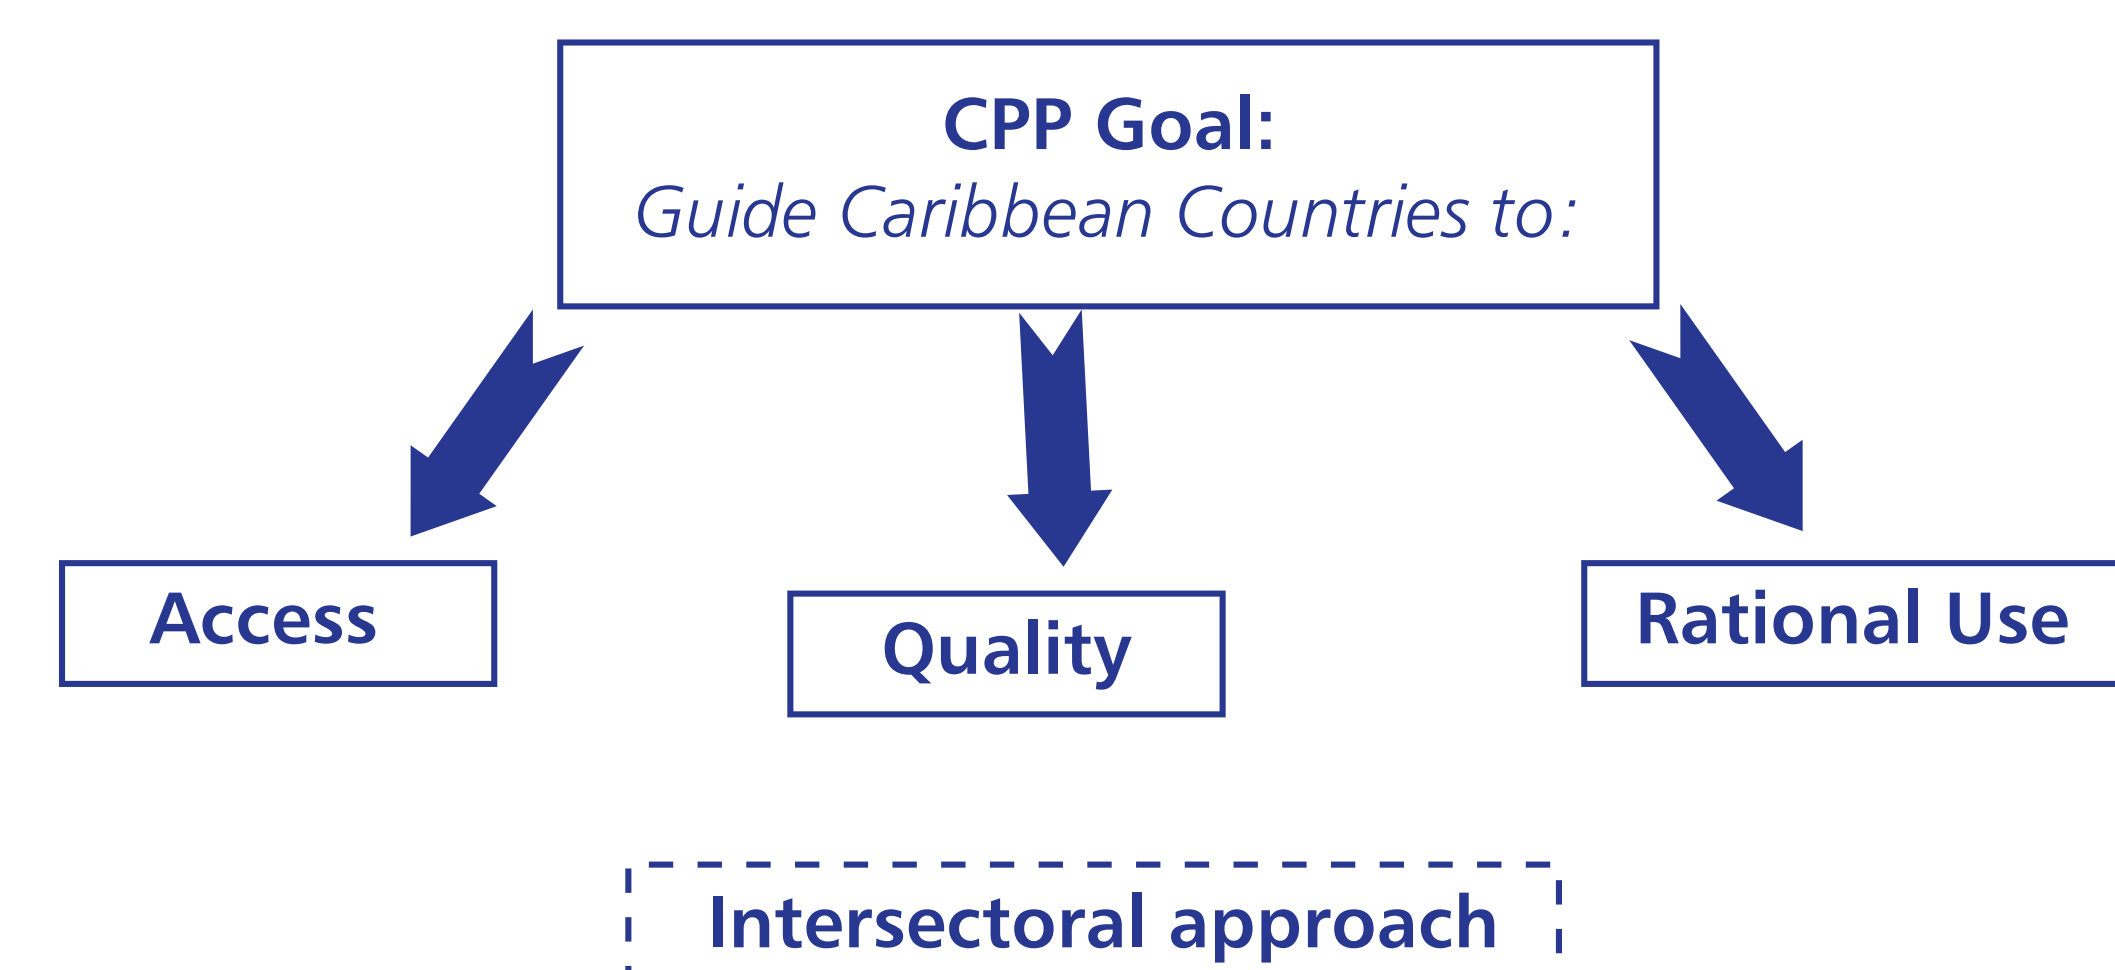 CPP Goal:
Guide Caribbean Countries to:
Access
Quality
Rational Use
Intersectoral approach